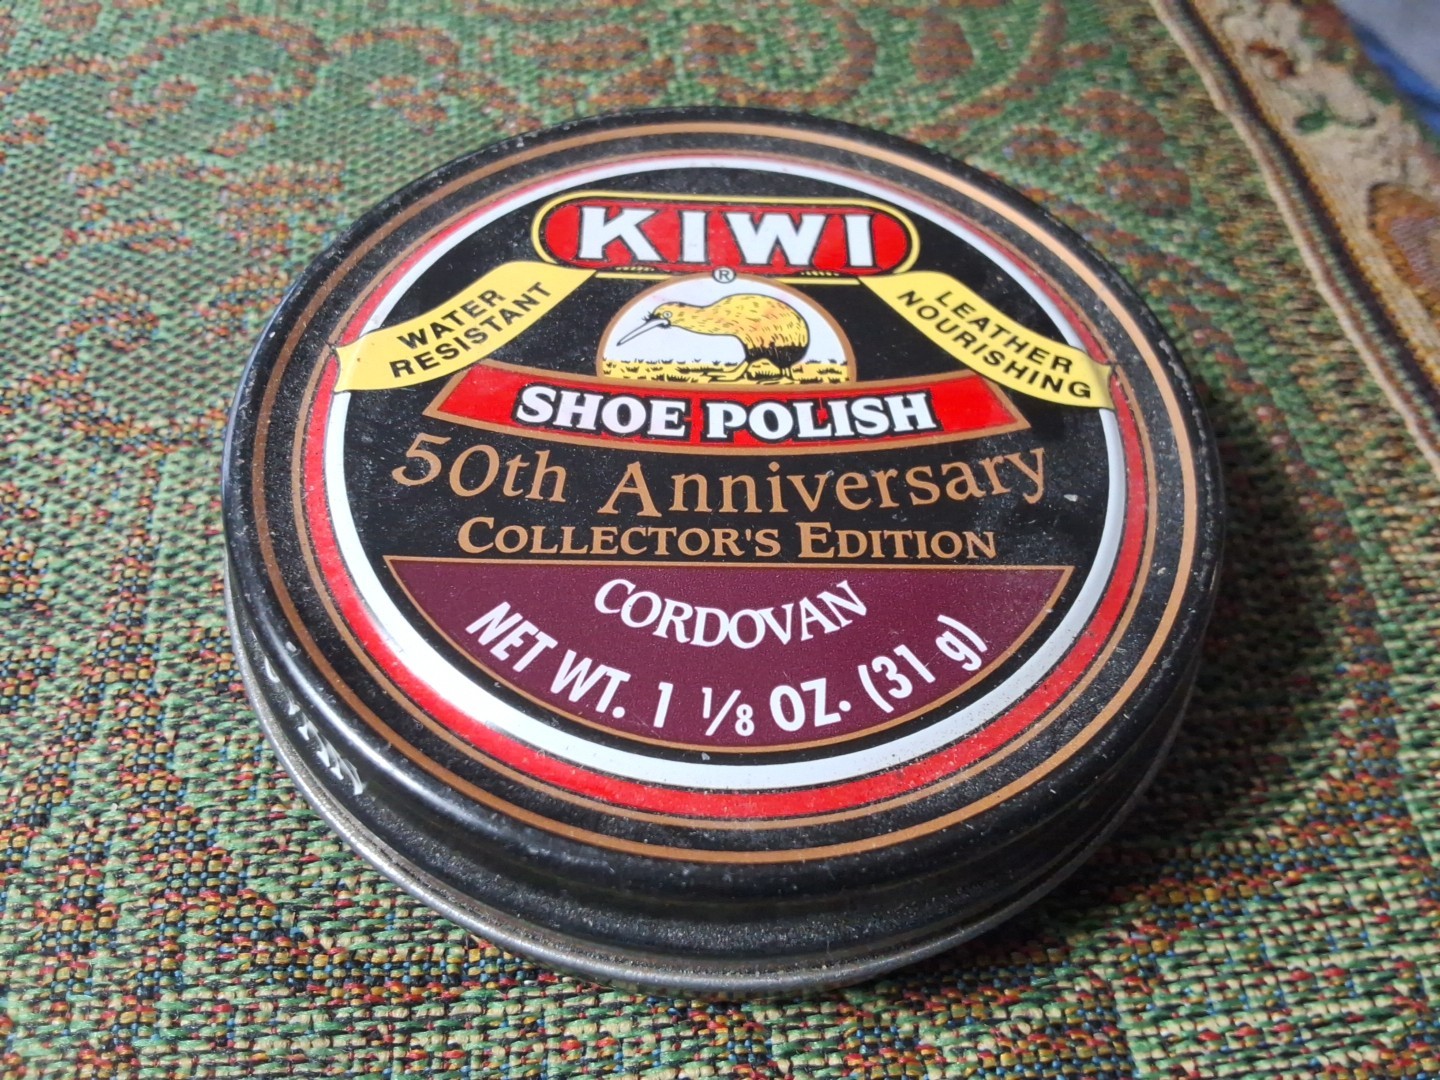 KIWI
®
WATER
RESISTANT
LEATHER
NOURISHING
SHOE POLISH
50th Anniversary
COLLECTOR'S EDITION
CORDOVAN
NET WT. 1 1/8 OZ. (31 g)